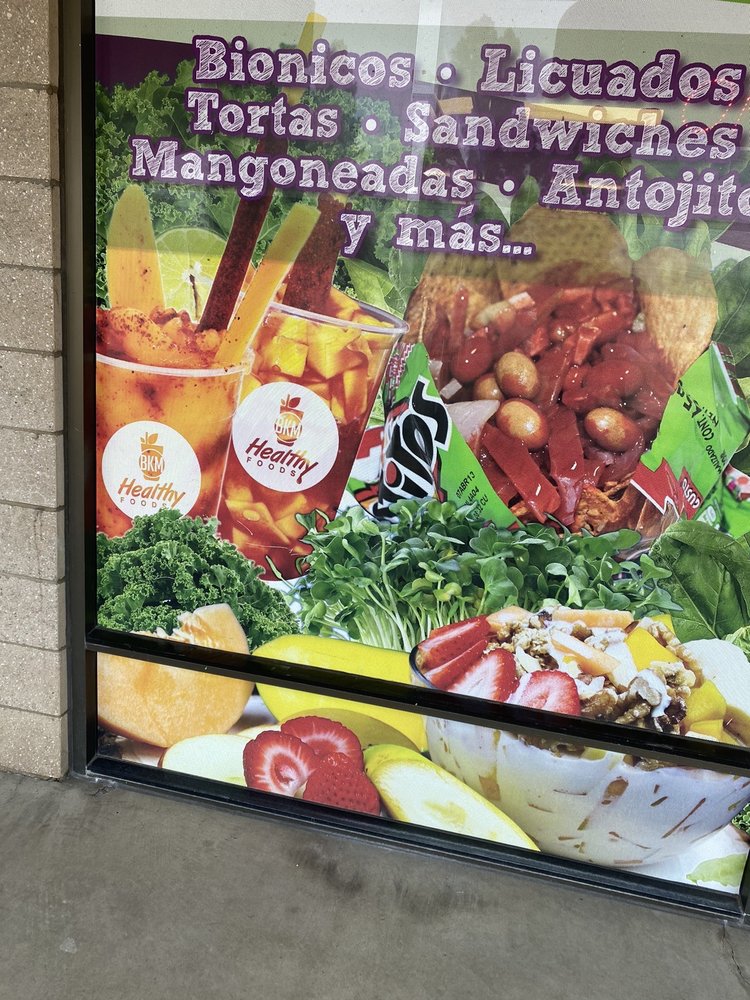 Bionicos • Licuados
Tortas • Sandwiches
Mangoneadas • Antojito
y más...
BKM
Healthy
FOODS
BKM
Healthy
FOODS